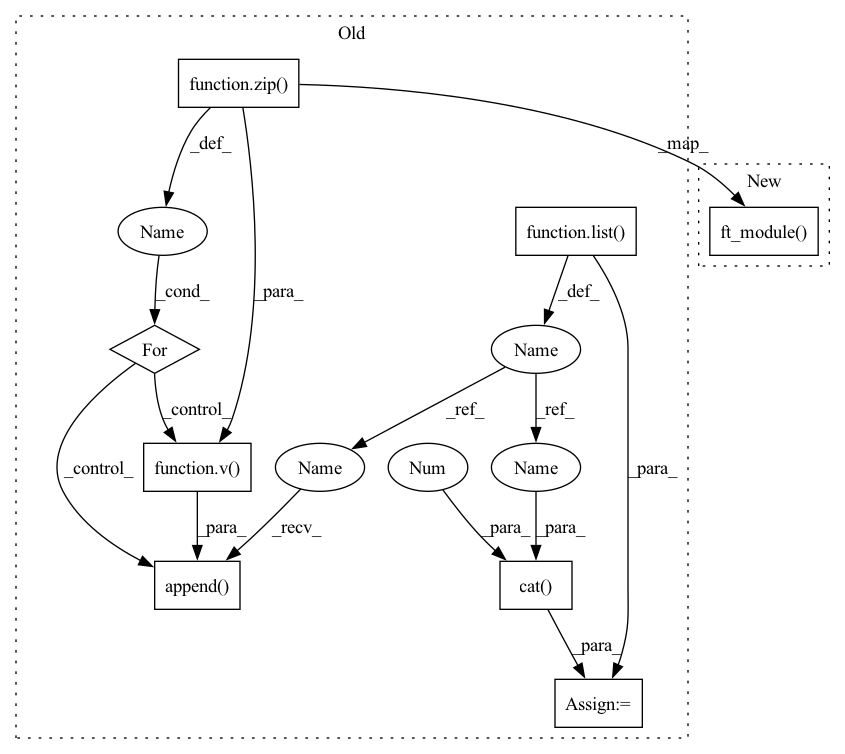 Old
function.zip()
_def_
_map_
New
Name
function.list()
ft_module()
_cond_
_para_
_def_
For
Name
_control_
_ref_
_ref_
_control_
function.v()
Name
Num
Name
_para_
_para_
_recv_
_para_
_para_
append()
cat()
_para_
Assign:=